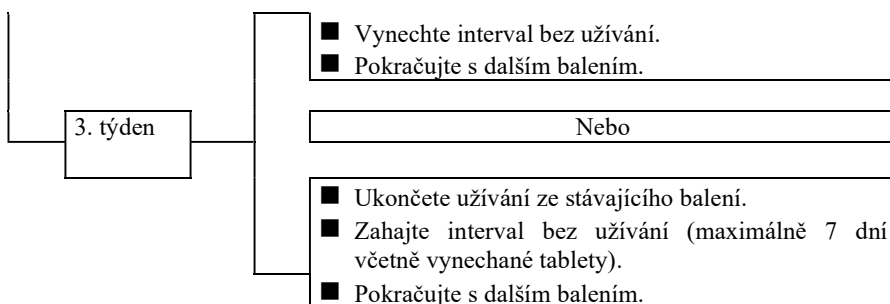 ■ Vynechte interval bez užívání.
■ Pokračujte s dalším balením.
3. týden
Nebo
■ Ukončete užívání ze stávajícího balení.
■ Zahajte interval bez užívání (maximálně 7 dní
včetně vynechané tablety).
■ Pokračujte s dalším balením.